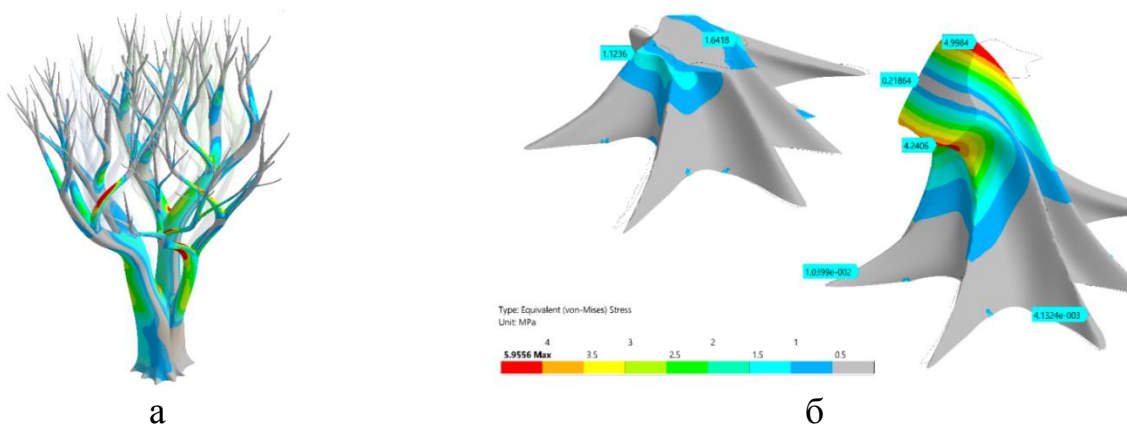 1.1236
1.6418
4.9984
0.21864
4.2406
1.0399e-002
4.1324e-003
Type: Equivalent (von-Mises) Stress
Unit: MPa
4 3 2 1
5.9556 Max 3.5 2.5 1.5 0.5
а б